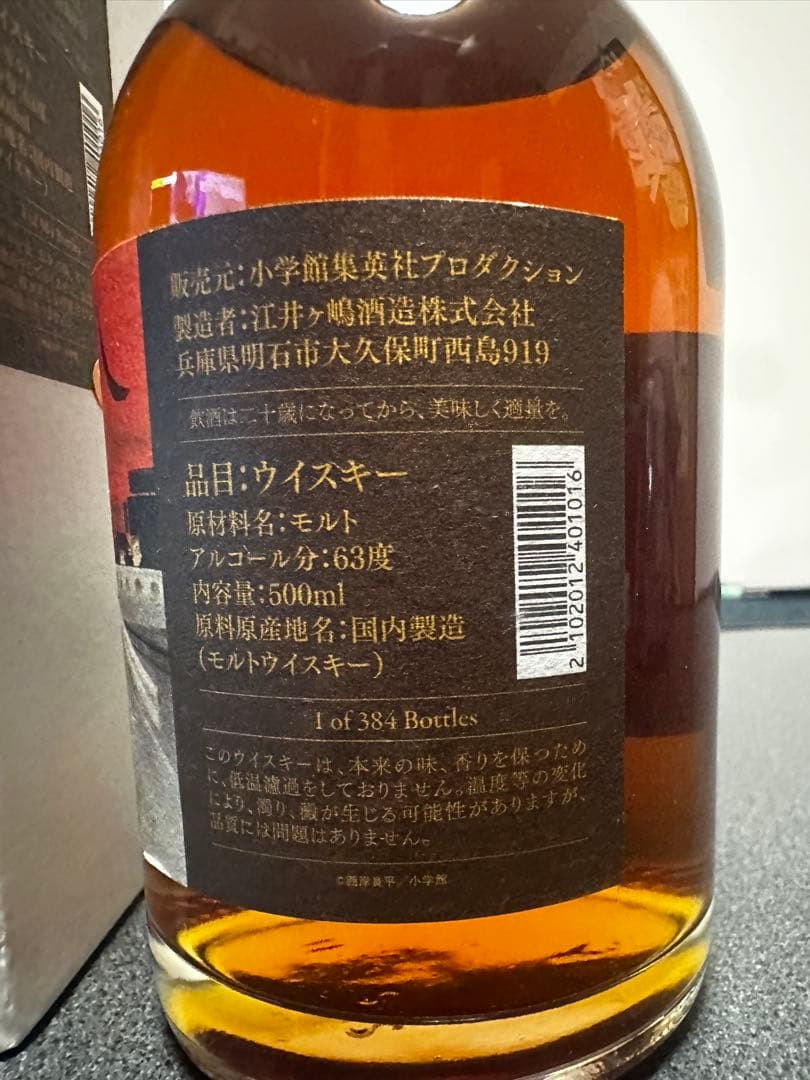 販売元:小学館集英社プロダクション
製造者:江井ヶ嶋酒造株式会社
兵庫県明石市大久保町西島919
飲酒は二十歳になってから、美味しく適量を。
品目:ウイスキー
原材料名:モルト
アルコール分:63度
内容量:500ml
原料原産地名:国内製造
(モルトウイスキー)
2102012401016
1 of 384 Bottles
このウイスキーは、本来の味、香りを保つため
に、低温濾過をしておりません。温度等の変化
により、濁り、澱が生じる可能性がありますが、
品質には問題はありません。
©西岸良平/小学館